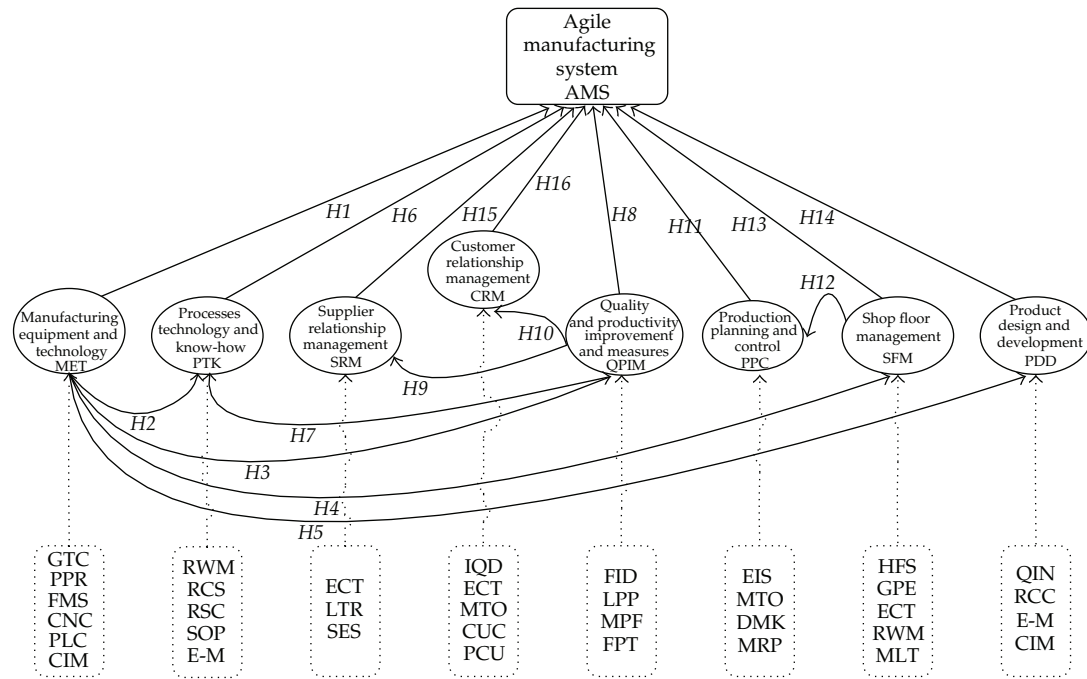 Agile
manufacturing
system
AMS
H1
H6
H15
H16
H8
H11
H13
H14
Customer
relationship
management
CRM
Manufacturing
equipment and
technology
MET
Processes
technology and
know-how
PTK
Supplier
relationship
management
SRM
Quality
and productivity
improvement
and measures
QPIM
Production
planning and
control
PPC
H12
Shop floor
management
SFM
Product
design and
development
PDD
H10
H9
H2
H7
H3
H4
H5
GTC
PPR
FMS
CNC
PLC
CIM
RWM
RCS
RSC
SOP
E-M
ECT
LTR
SES
IQD
ECT
MTO
CUC
PCU
FID
LPP
MPF
FPT
EIS
MTO
DMK
MRP
HFS
GPE
ECT
RWM
MLT
QIN
RCC
E-M
CIM